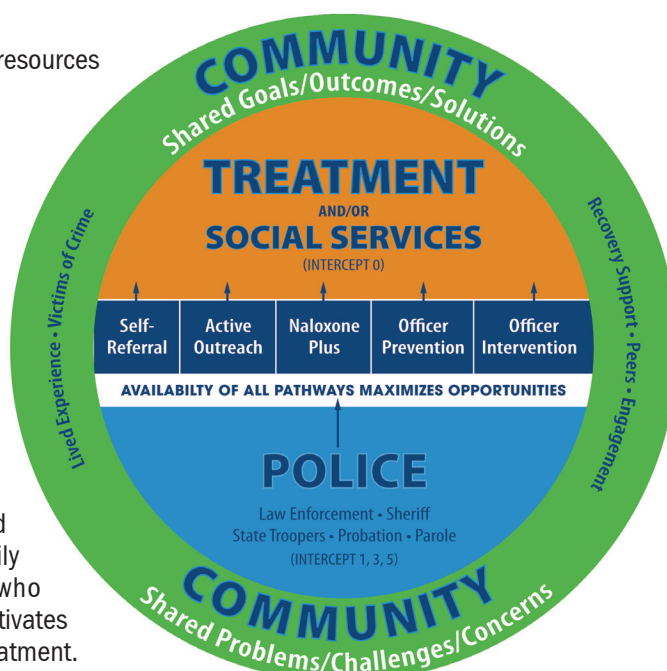 resources
COMMUNITY
Shared Goals/Outcomes/Solutions
TREATMENT
AND/OR
SOCIAL SERVICES
(INTERCEPT 0)
Lived Experience • Victims of Crime
Recovery Support • Peers • Engagement
Self-Referral
Active Outreach
Naloxone Plus
Officer Prevention
Officer Intervention
AVAILABILTY OF ALL PATHWAYS MAXIMIZES OPPORTUNITIES
POLICE
Law Enforcement • Sheriff
State Troopers • Probation • Parole
(INTERCEPT 1, 3, 5)
COMMUNITY
Shared Problems/Challenges/Concerns
d
ily
who
tivates
atment.